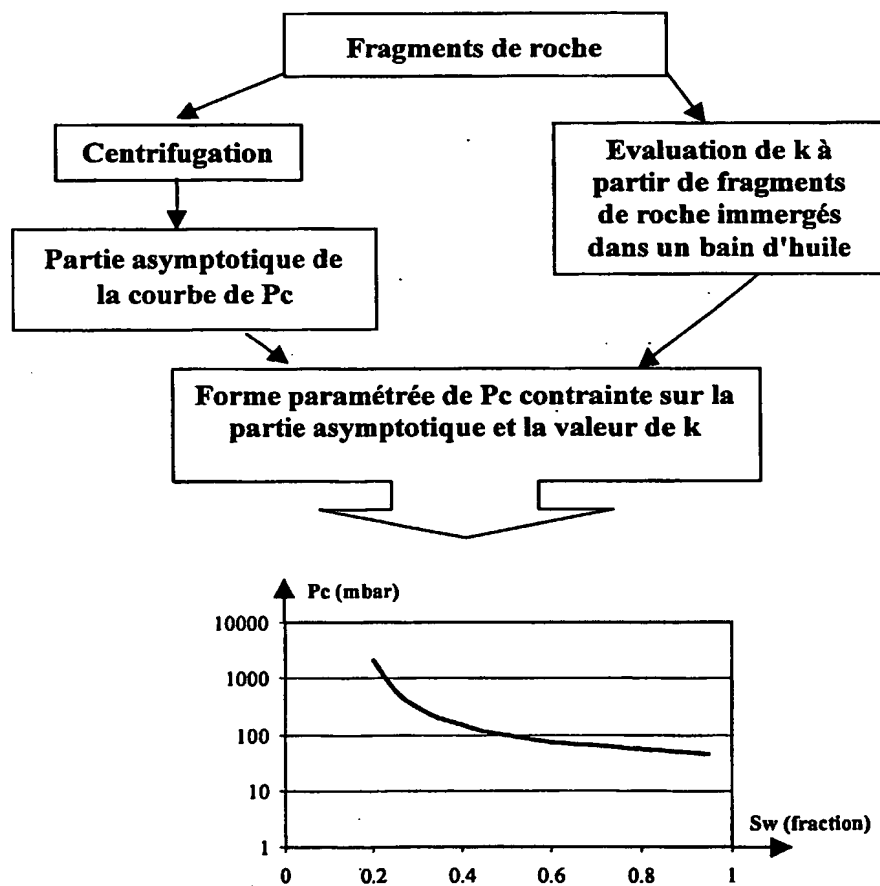 Fragments de roche
Centrifugation
Evaluation de k à
partir de fragments
de roche immergés
dans un bain d'huile
Partie asymptotique de
la courbe de Pc
Forme paramétrée de Pc contrainte sur la
partie asymptotique et la valeur de k
Pc (mbar)
10000
1000
100
10
1
Sw (fraction)
0 0.2 0.4 0.6 0.8 1